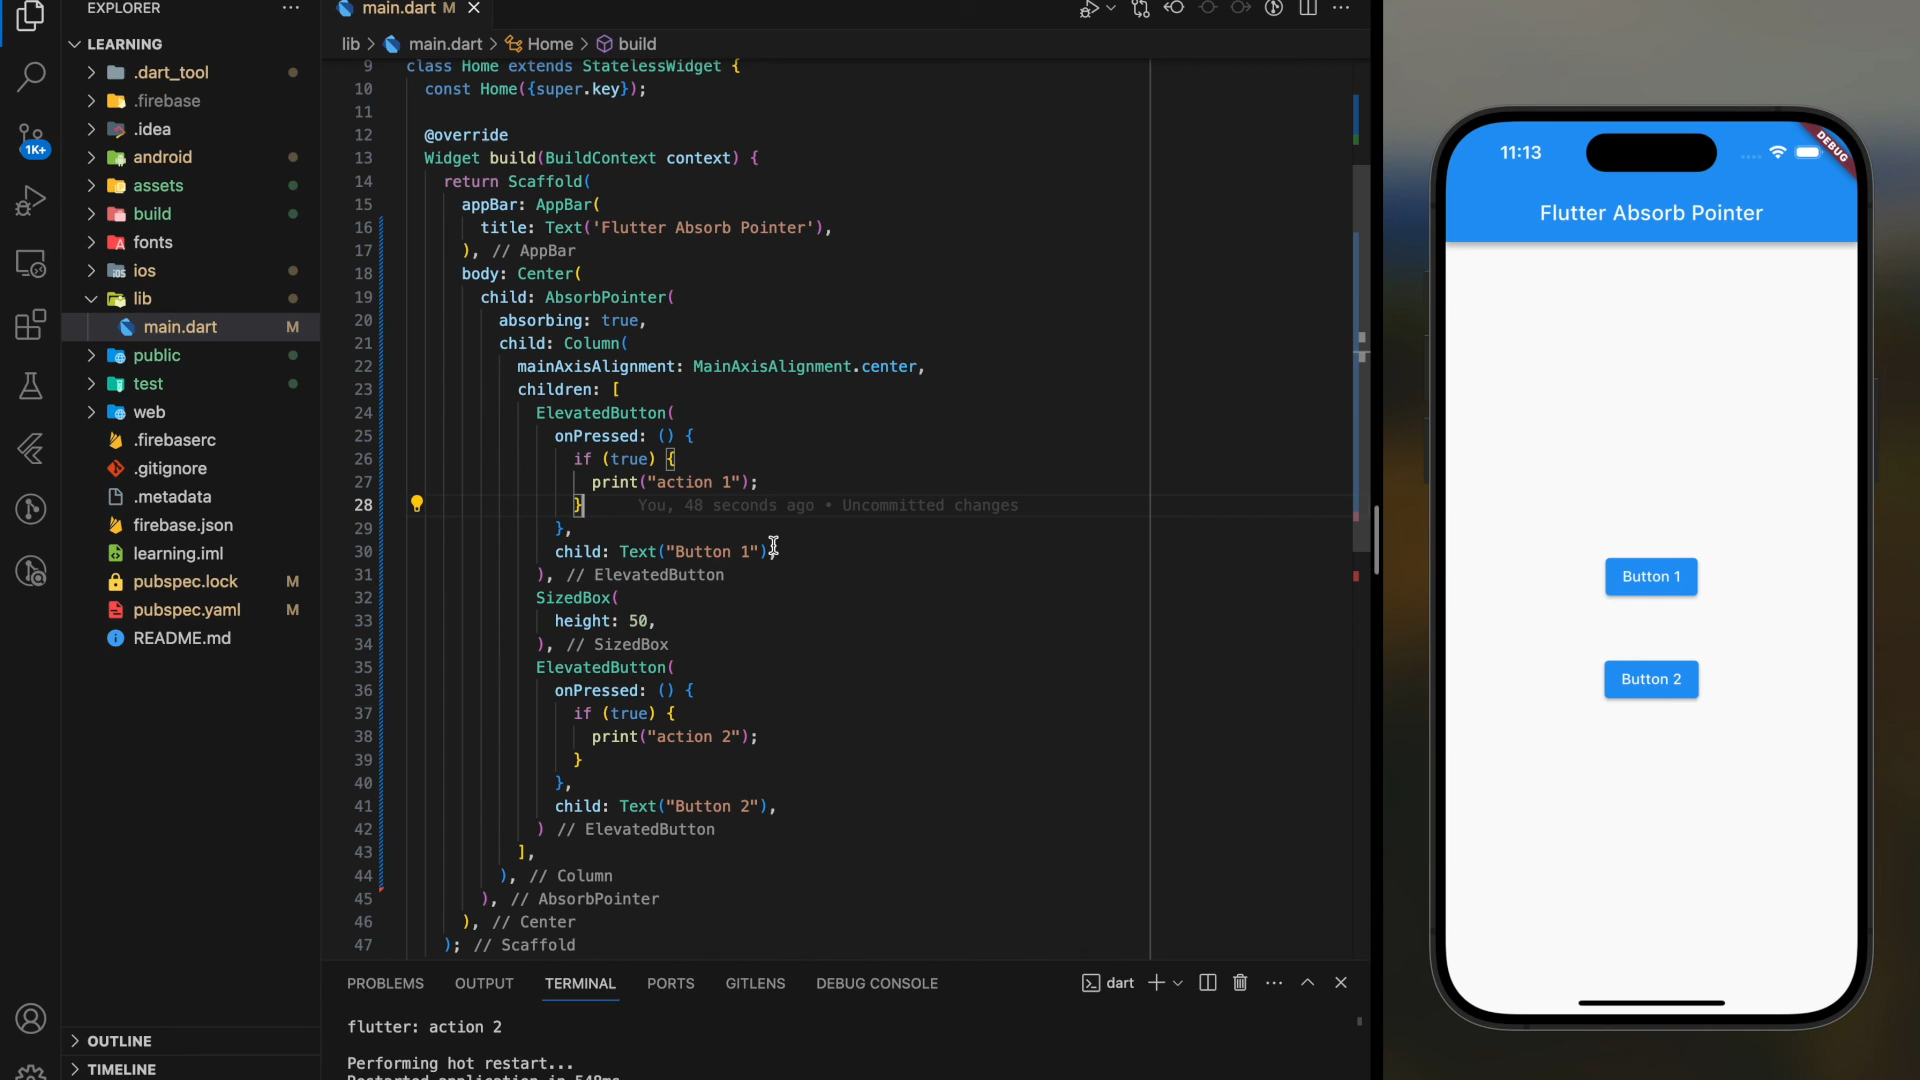 EXPLORER
LEARNING
.dart_tool
.firebase
.idea
android
assets
build
fonts
ios
lib
main.dart M
public
test
web
.firebaserc
.gitignore
.metadata
firebase.json
learning.iml
pubspec.lock M
pubspec.yaml M
README.md
OUTLINE
TIMELINE
1K+
main.dart M
lib > main.dart > Home > build
9 class Home extends StatelessWidget {
10 const Home({super.key});
11
12 @override
13 Widget build(BuildContext context) {
14 return Scaffold(
15 appBar: AppBar(
16 title: Text('Flutter Absorb Pointer'),
17 ), // AppBar
18 body: Center(
19 child: AbsorbPointer(
20 absorbing: true,
21 child: Column(
22 mainAxisAlignment: MainAxisAlignment.center,
23 children: [
24 ElevatedButton(
25 onPressed: () {
26 if (true) {
27 print("action 1");
28 } You, 48 seconds ago • Uncommitted changes
29 },
30 child: Text("Button 1"),
31 ), // ElevatedButton
32 SizedBox(
33 height: 50,
34 ), // SizedBox
35 ElevatedButton(
36 onPressed: () {
37 if (true) {
38 print("action 2");
39 }
40 },
41 child: Text("Button 2"),
42 ) // ElevatedButton
43 ],
44 ), // Column
45 ), // AbsorbPointer
46 ), // Center
47 ); // Scaffold
PROBLEMS OUTPUT TERMINAL PORTS GITLENS DEBUG CONSOLE
dart
flutter: action 2
Performing hot restart...
Restarted application in 548ms.
11:13
DEBUG
Flutter Absorb Pointer
Button 1
Button 2